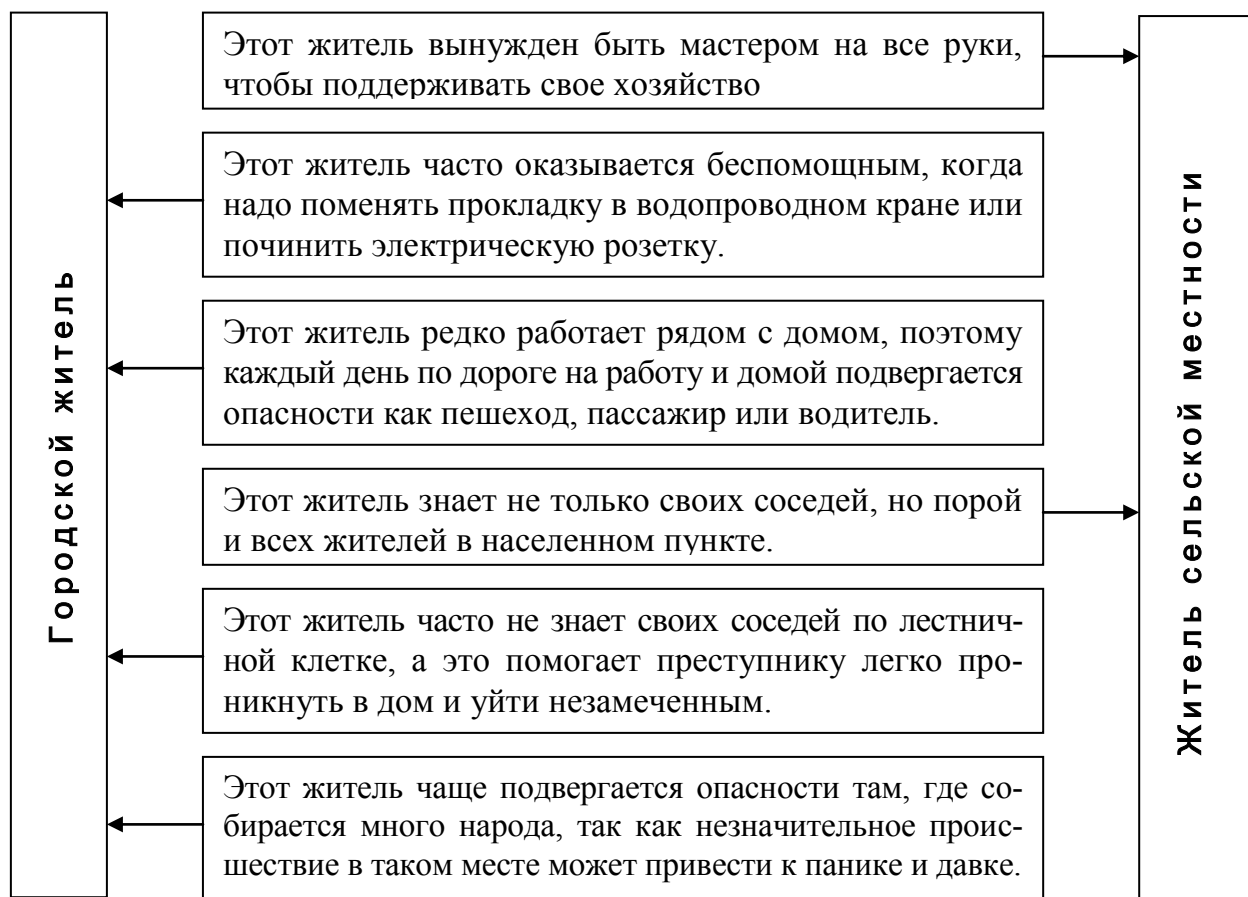 Городской житель
Этот житель вынужден быть мастером на все руки,
чтобы поддерживать свое хозяйство
Этот житель часто оказывается беспомощным, когда
надо поменять прокладку в водопроводном кране или
починить электрическую розетку.
Этот житель редко работает рядом с домом, поэтому
каждый день по дороге на работу и домой подвергается
опасности как пешеход, пассажир или водитель.
Этот житель знает не только своих соседей, но порой
и всех жителей в населенном пункте.
Этот житель часто не знает своих соседей по лестнич-
ной клетке, а это помогает преступнику легко про-
никнуть в дом и уйти незамеченным.
Этот житель чаще подвергается опасности там, где со-
бирается много народа, так как незначительное проис-
шествие в таком месте может привести к панике и давке.
Житель сельской местности